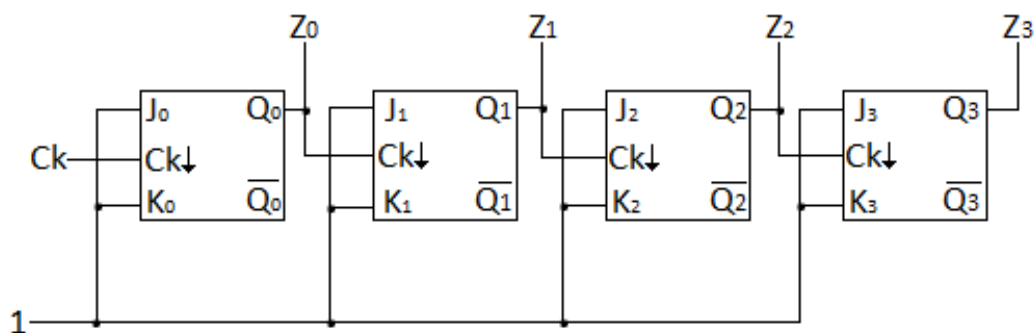 Z0 Z1 Z2 Z3
J0 Q0 J1 Q1 J2 Q2 J3 Q3
Ck Ck↓ Ck↓ Ck↓ Ck↓
K0 Q̅0 K1 Q̅1 K2 Q̅2 K3 Q̅3
1